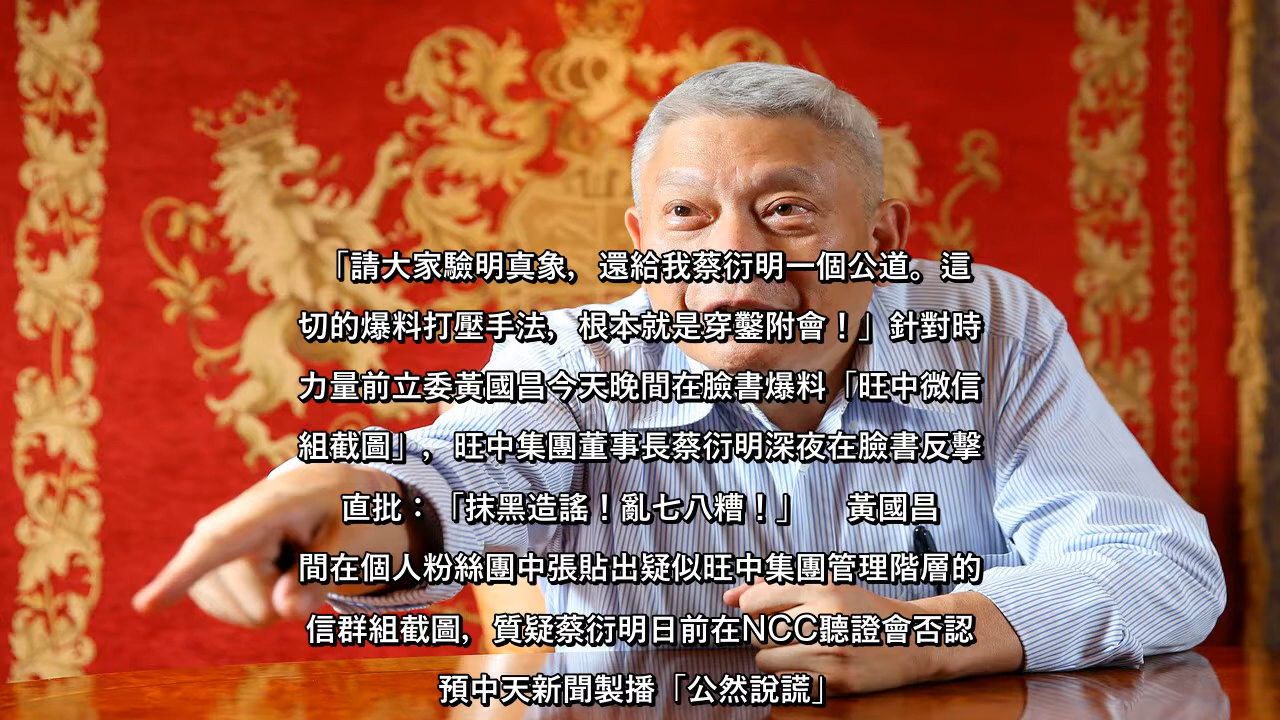 「請大家驗明真象，還給我蔡衍明一個公道。這
切的爆料打壓手法，根本就是穿鑿附會！」針對時
力量前立委黃國昌今天晚間在臉書爆料「旺中微信
組截圖」，旺中集團董事長蔡衍明深夜在臉書反擊
直批：「抹黑造謠！亂七八糟！」　黃國昌
間在個人粉絲團中張貼出疑似旺中集團管理階層的
信群組截圖，質疑蔡衍明日前在NCC聽證會否認
預中天新聞製播「公然說謊」